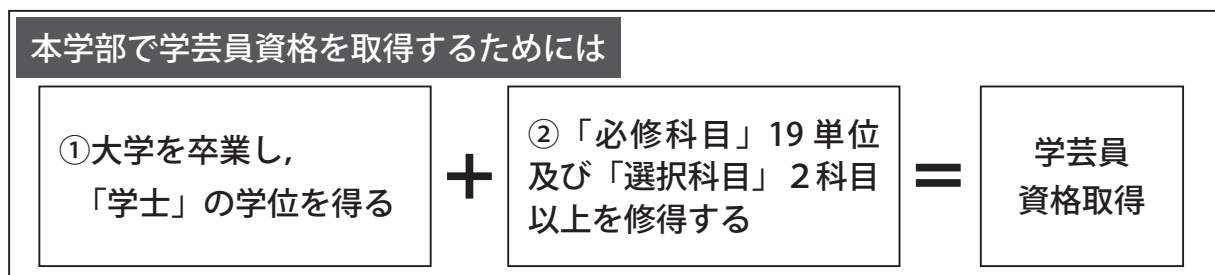 本学部で学芸員資格を取得するためには
①大学を卒業し,
「学士」の学位を得る
+
②「必修科目」19 単位
及び「選択科目」2科目
以上を修得する
=
学芸員
資格取得